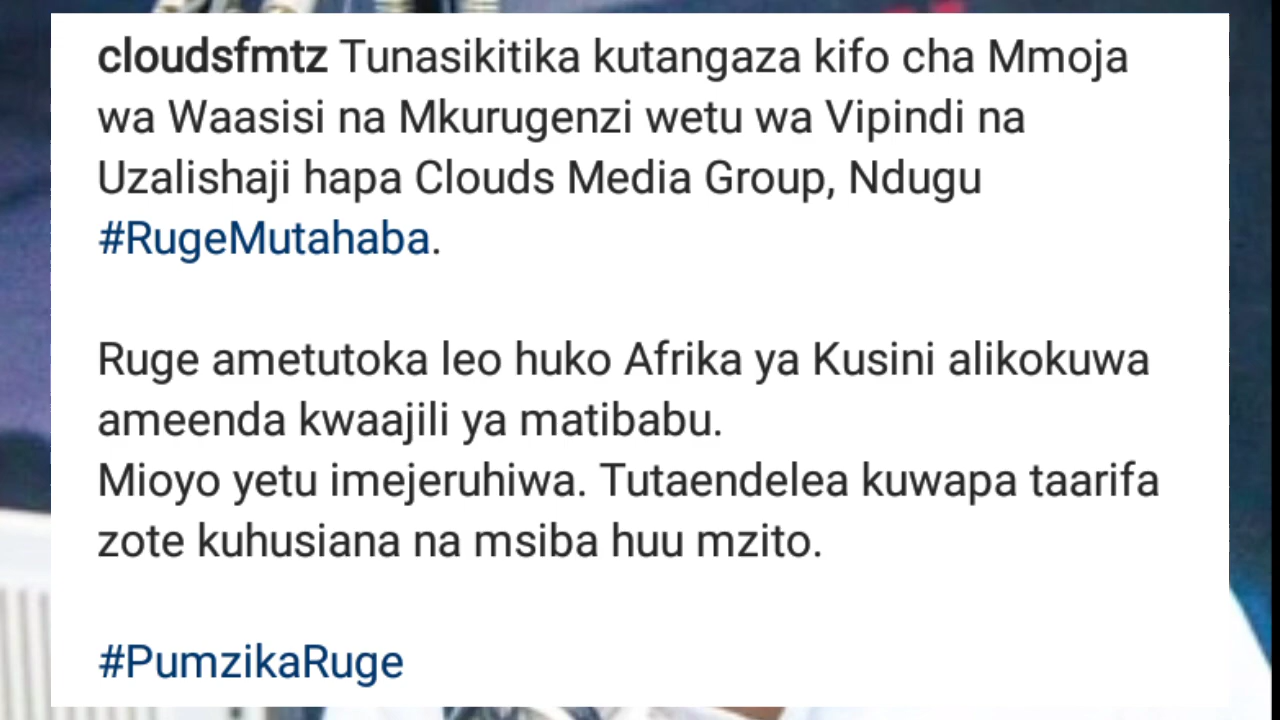 cloudsfmtz Tunasikitika kutangaza kifo cha Mmoja
wa Waasisi na Mkurugenzi wetu wa Vipindi na
Uzalishaji hapa Clouds Media Group, Ndugu
#RugeMutahaba.
Ruge ametutoka leo huko Afrika ya Kusini alikokuwa
ameenda kwaajili ya matibabu.
Mioyo yetu imejeruhiwa. Tutaendelea kuwapa taarifa
zote kuhusiana na msiba huu mzito.
#PumzikaRuge